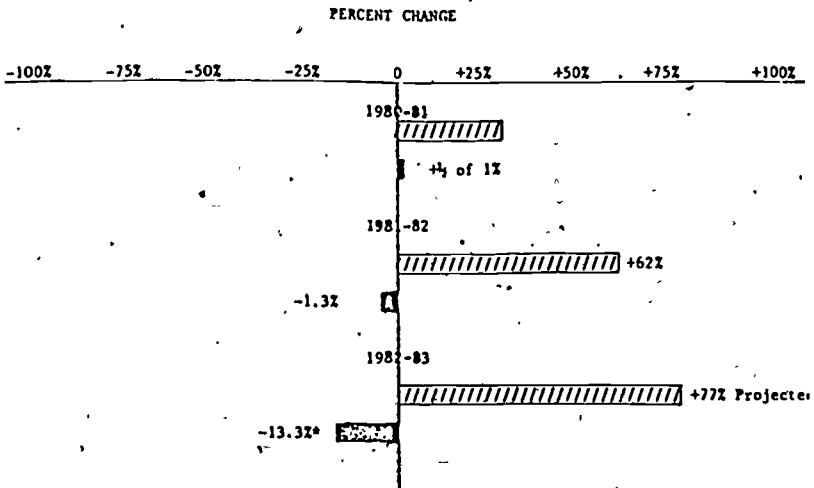 PERCENT CHANGE
-100% -75% -50% -25% 0 +25% +50% +75% +100%
1980-81
+½ of 1%
1981-82
+62%
-1.3%
1982-83
+77% Projected
-13.3%*